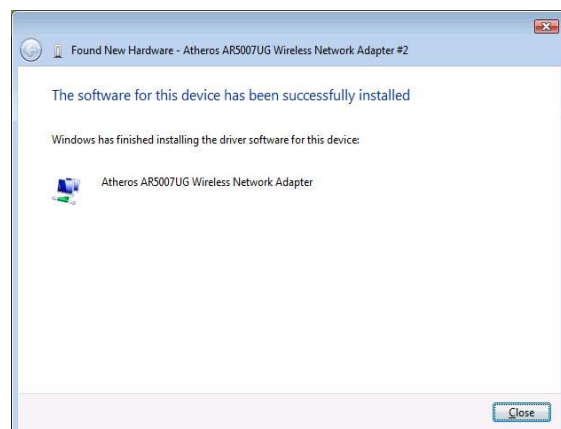 Found New Hardware - Atheros AR5007UG Wireless Network Adapter #2
The software for this device has been successfully installed
Windows has finished installing the driver software for this device:
Atheros AR5007UG Wireless Network Adapter
Close